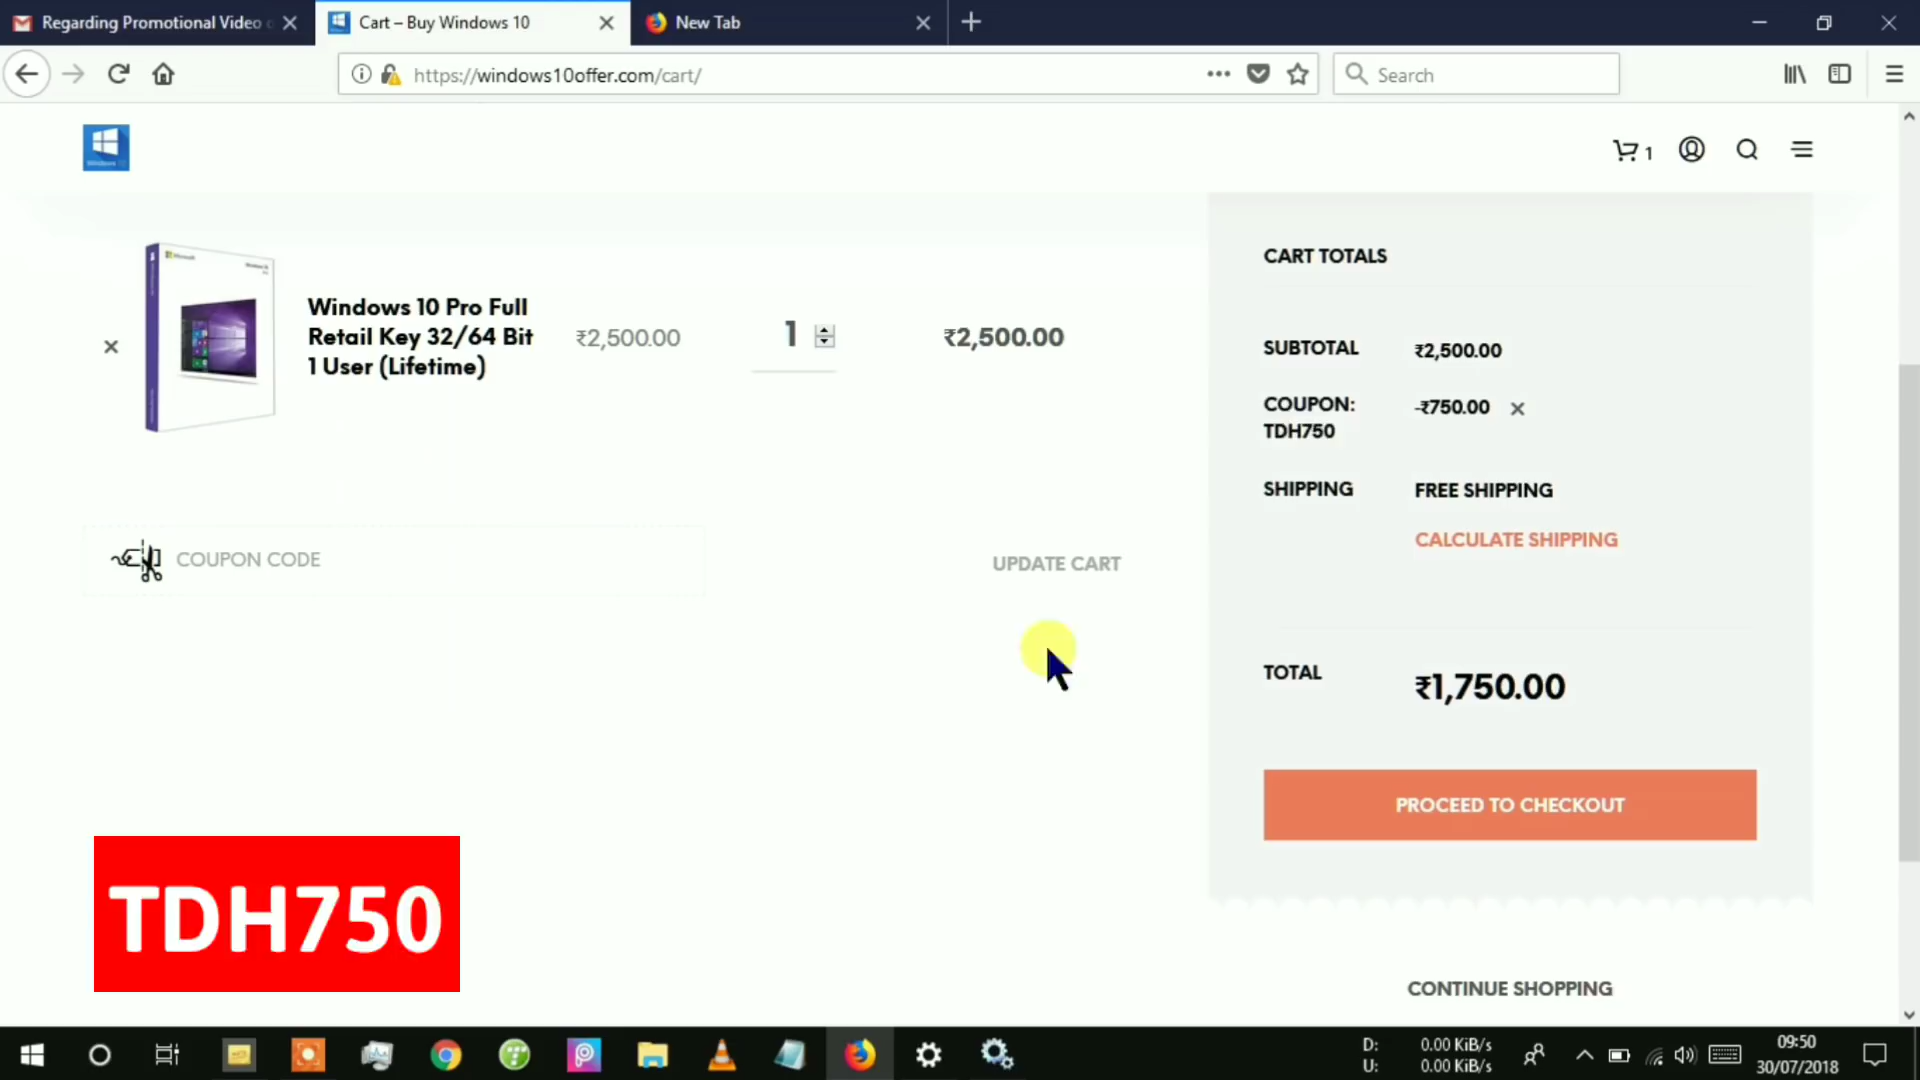 Regarding Promotional Video
Cart – Buy Windows 10
New Tab
https://windows10offer.com/cart/
Search
1
Windows 10 Pro Full
Retail Key 32/64 Bit
1 User (Lifetime)
₹2,500.00
1
₹2,500.00
COUPON CODE
UPDATE CART
CART TOTALS
SUBTOTAL
₹2,500.00
COUPON:
TDH750
-₹750.00
SHIPPING
FREE SHIPPING
CALCULATE SHIPPING
TOTAL
₹1,750.00
PROCEED TO CHECKOUT
CONTINUE SHOPPING
TDH750
D: 0.00 KiB/s
U: 0.00 KiB/s
09:50
30/07/2018